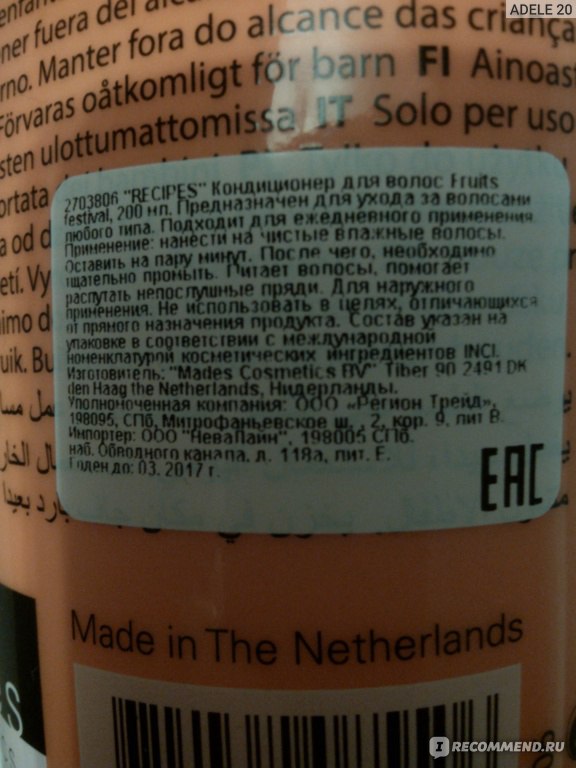 ADELE 20
fuera del
rno. Manter fora do alcance das crianç
Förvaras oåtkomligt för barn FI Ainoast
sten ulottumattomissa IT Solo per uso
ortata
2703806 "RECIPES" Кондиционер для волос Fruits
festival, 200 мл. Предназначен для ухода за волосами
любого типа. Подходит для ежедневного применения.
Применение: нанести на чистые влажные волосы.
Оставить на пару минут. После чего, необходимо
тщательно промыть. Питает волосы, помогает
распутать непослушные пряди. Для наружного
применения. Не использовать в целях, отличающихся
от прямого назначения продукта. Состав указан на
упаковке в соответствии с международной
номенклатурой косметических ингредиентов INCI.
Изготовитель: "Mades Cosmetics BV" Tiber 90 2491 DK
den Haag the Netherlands, Нидерланды.
Уполномоченная компания: ООО «Регион Трейд»,
198095, СПб, Митрофаньевское ш., 2, кор. 9, лит В.
Импортер: ООО "НеваЛайн", 198005 СПб.
наб. Обводного канала, д. 118а, лит. Е.
Годен до: 03. 2017 г.
EAC
Made in The Netherlands
IRECOMMEND.RU